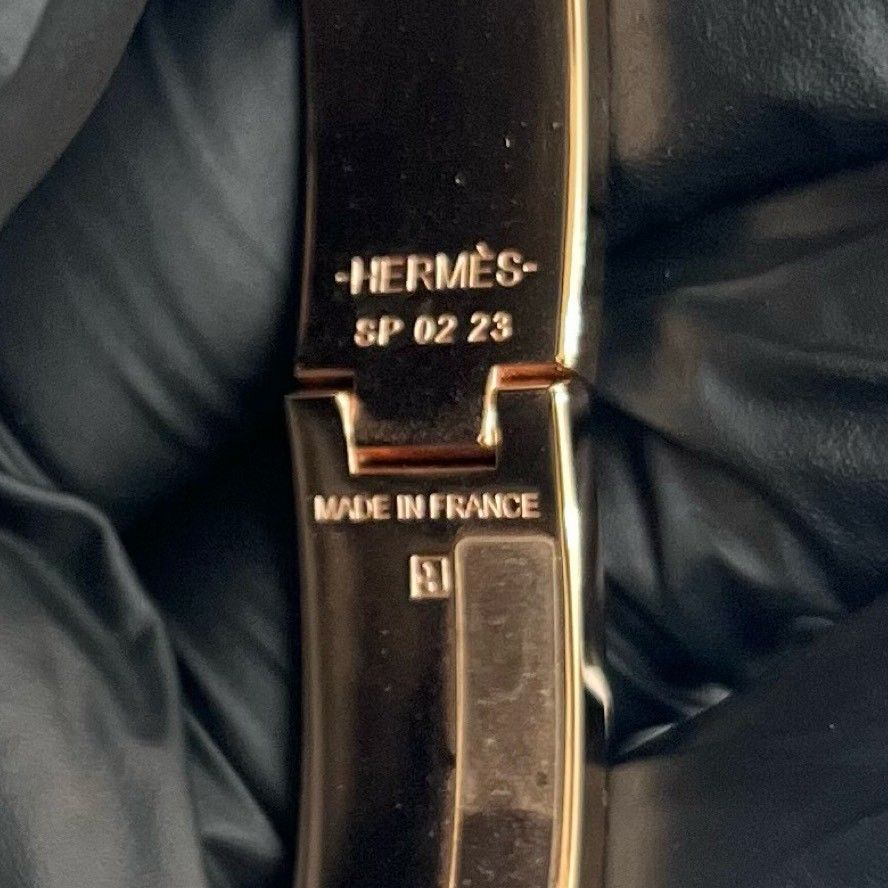 -HERMÈS-
SP 02 23
MADE IN FRANCE